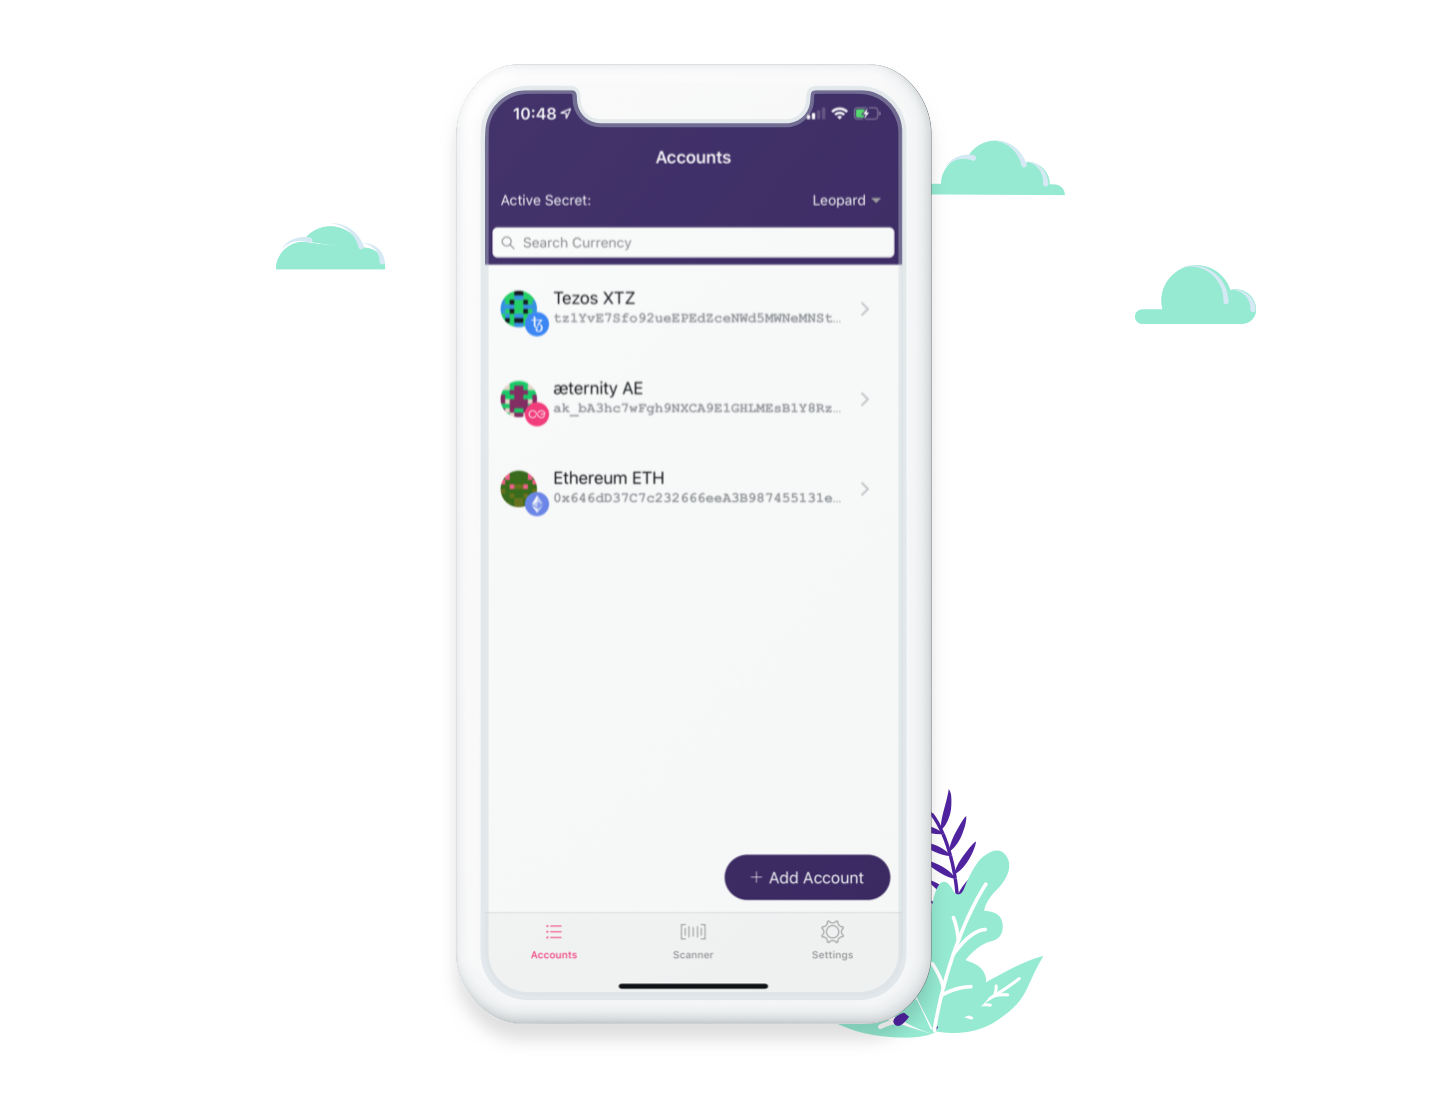 10:48
Accounts
Active Secret: Leopard
Search Currency
Tezos XTZ
tz1YvE7Sfo92ueEPEdZceNWd5MWNeMNSt...
æternity AE
ak_bA3hc7wFgh9NXCA9E1GHLMEsB1Y8Rz...
Ethereum ETH
0x646dD37C7c232666eeA3B987455131e...
+ Add Account
Accounts Scanner Settings